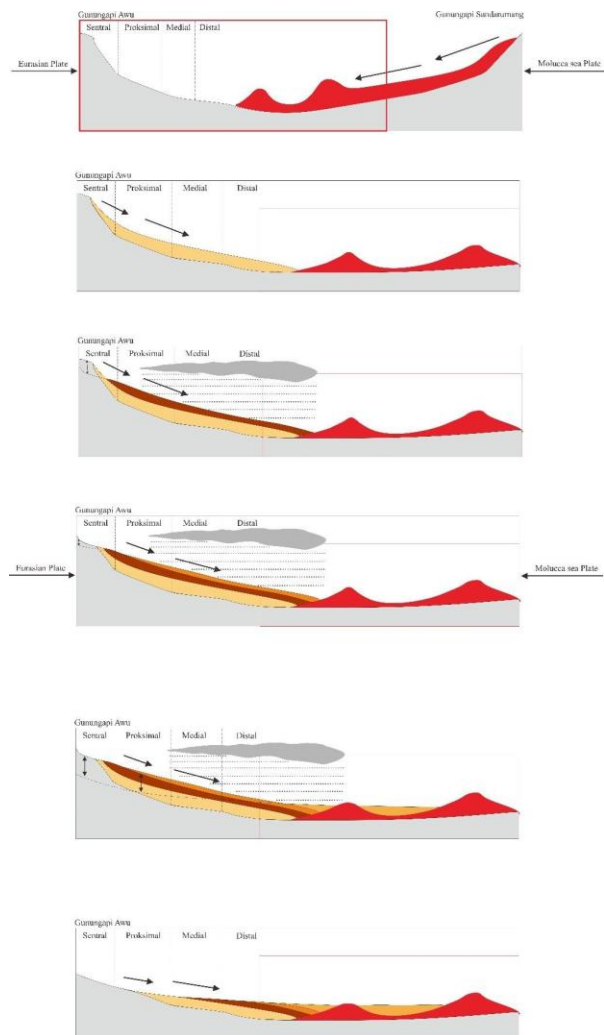 Gunungapi Awu
Gunungapi Sandarumang
Sentral Proksimal Medial Distal
Eurasian Plate
Molucca sea Plate
Gunungapi Awu
Sentral Proksimal Medial Distal
Gunungapi Awu
Sentral Proksimal Medial Distal
Gunungapi Awu
Sentral Proksimal Medial Distal
Eurasian Plate
Molucca sea Plate
Gunungapi Awu
Sentral Proksimal Medial Distal
Gunungapi Awu
Sentral Proksimal Medial Distal